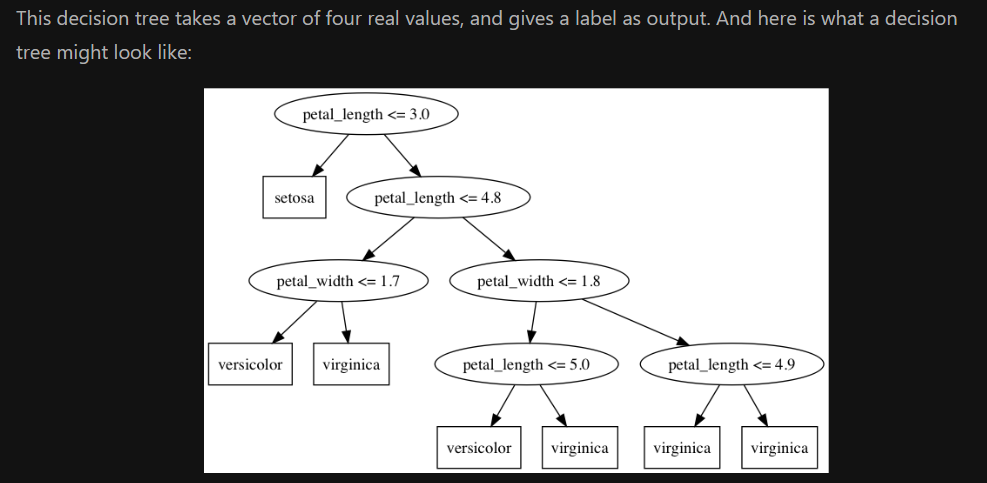 This decision tree takes a vector of four real values, and gives a label as output. And here is what a decision
tree might look like:
petal_length <= 3.0
setosa
petal_length <= 4.8
petal_width <= 1.7
petal_width <= 1.8
versicolor
virginica
petal_length <= 5.0
petal_length <= 4.9
versicolor
virginica
virginica
virginica